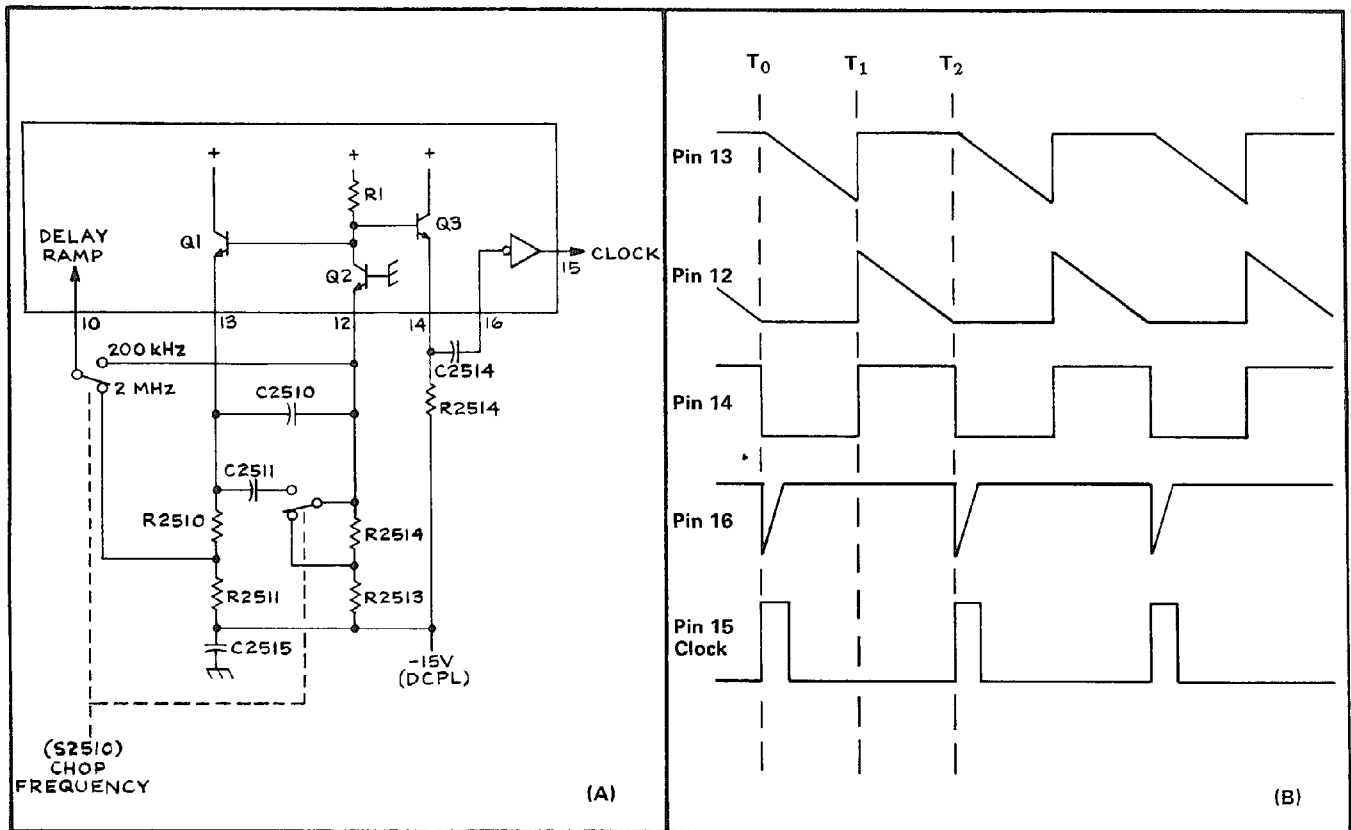 + + +
R1
Q3
Q1
DELAY
RAMP
CLOCK
Q2
15
10 13 12 14 16
200 kHz
2 MHz
C2514
C2510
R2514
C2511
R2510
R2514
R2511
R2513
C2515
-15V
(DCPL)
(S2510)
CHOP
FREQUENCY
(A)
T0 T1 T2
Pin 13
Pin 12
Pin 14
Pin 16
Pin 15
Clock
(B)